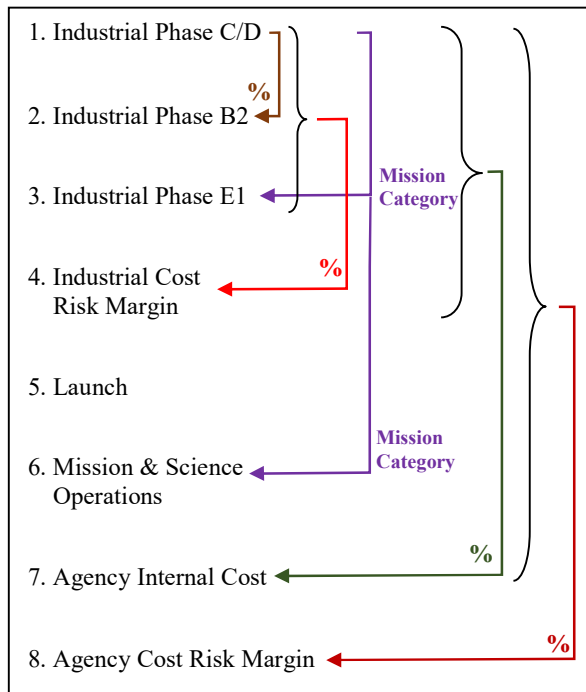 1. Industrial Phase C/D
%
2. Industrial Phase B2
Mission
Category
3. Industrial Phase E1
%
4. Industrial Cost
Risk Margin
5. Launch
Mission
Category
6. Mission & Science
Operations
%
7. Agency Internal Cost
%
8. Agency Cost Risk Margin